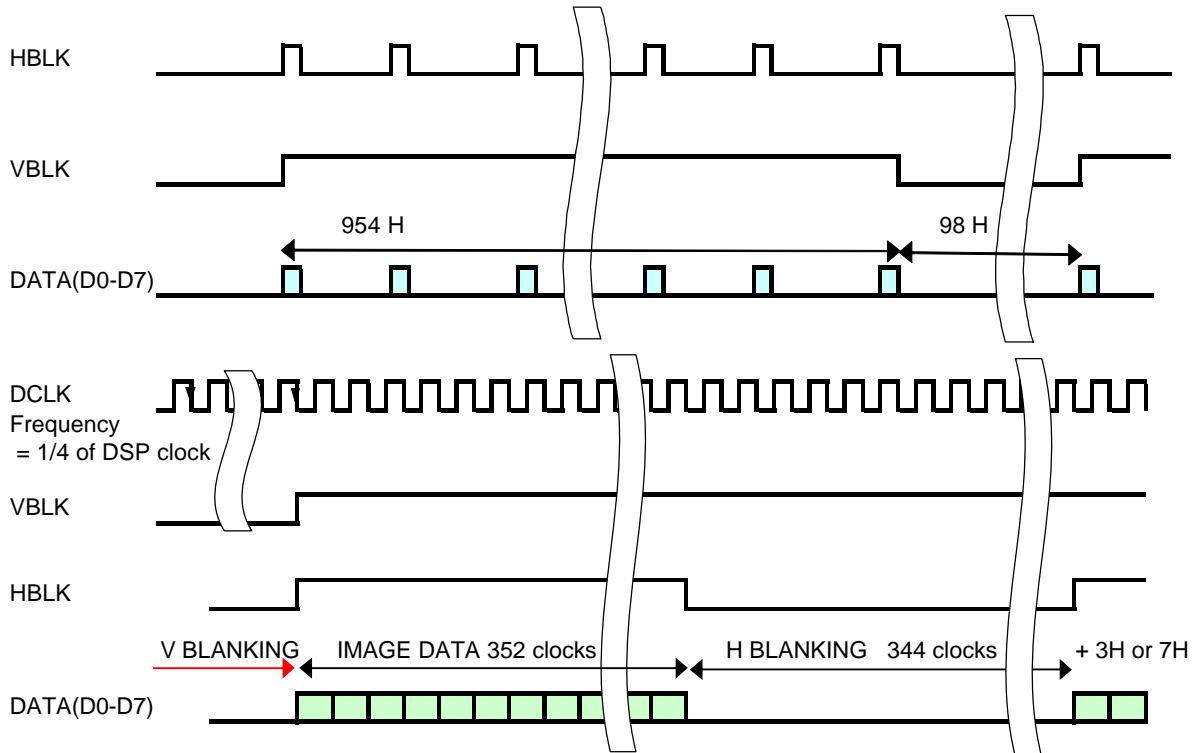 HBLK
VBLK
954 H
98 H
DATA(D0-D7)
DCLK
Frequency
= 1/4 of DSP clock
VBLK
HBLK
V BLANKING
IMAGE DATA 352 clocks
H BLANKING 344 clocks
+ 3H or 7H
DATA(D0-D7)